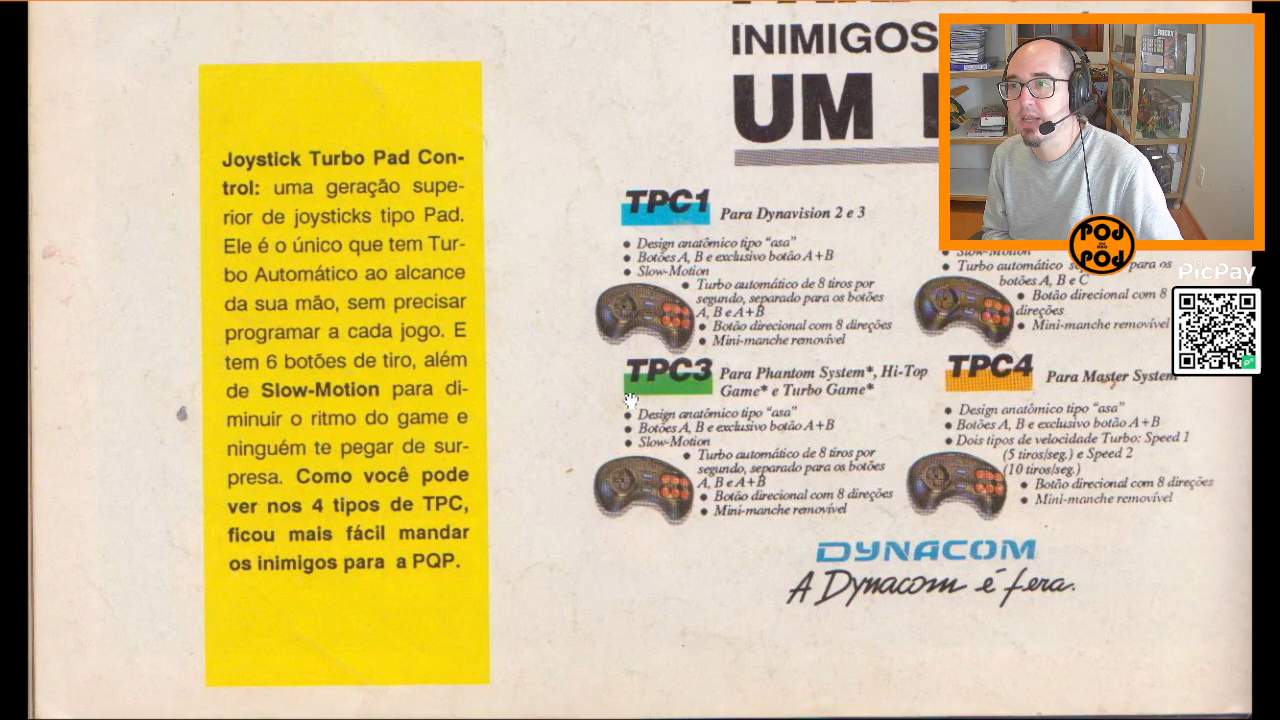 INIMIGOS
UM
Joystick Turbo Pad Con-
trol: uma geração supe-
rior de joysticks tipo Pad.
Ele é o único que tem Tur-
bo Automático ao alcance
da sua mão, sem precisar
programar a cada jogo. E
tem 6 botões de tiro, além
de Slow-Motion para di-
minuir o ritmo do game e
ninguém te pegar de sur-
presa. Como você pode
ver nos 4 tipos de TPC,
ficou mais fácil mandar
os inimigos para a PQP.
TPC1 Para Dynavision 2 e 3
• Design anatômico tipo "asa"
• Botões A, B e exclusivo botão A+B
• Slow-Motion
• Turbo automático de 8 tiros por
segundo, separado para os botões
A, B e A+B
• Botão direcional com 8 direções
• Mini-manche removível
• Slow-Motion
• Turbo automático para os
botões A, B e C
• Botão direcional com 8
direções
• Mini-manche removível
TPC3 Para Phantom System*, Hi-Top
Game* e Turbo Game*
• Design anatômico tipo "asa"
• Botões A, B e exclusivo botão A+B
• Slow-Motion
• Turbo automático de 8 tiros por
segundo, separado para os botões
A, B e A+B
• Botão direcional com 8 direções
• Mini-manche removível
TPC4 Para Master System
• Design anatômico tipo "asa"
• Botões A, B e exclusivo botão A+B
• Dois tipos de velocidade Turbo: Speed 1
(5 tiros/seg.) e Speed 2
(10 tiros/seg.)
• Botão direcional com 8 direções
• Mini-manche removível
DYNACOM
A Dynacom é fera.
ROCKY
POD
OU NÃO
POD
PicPay